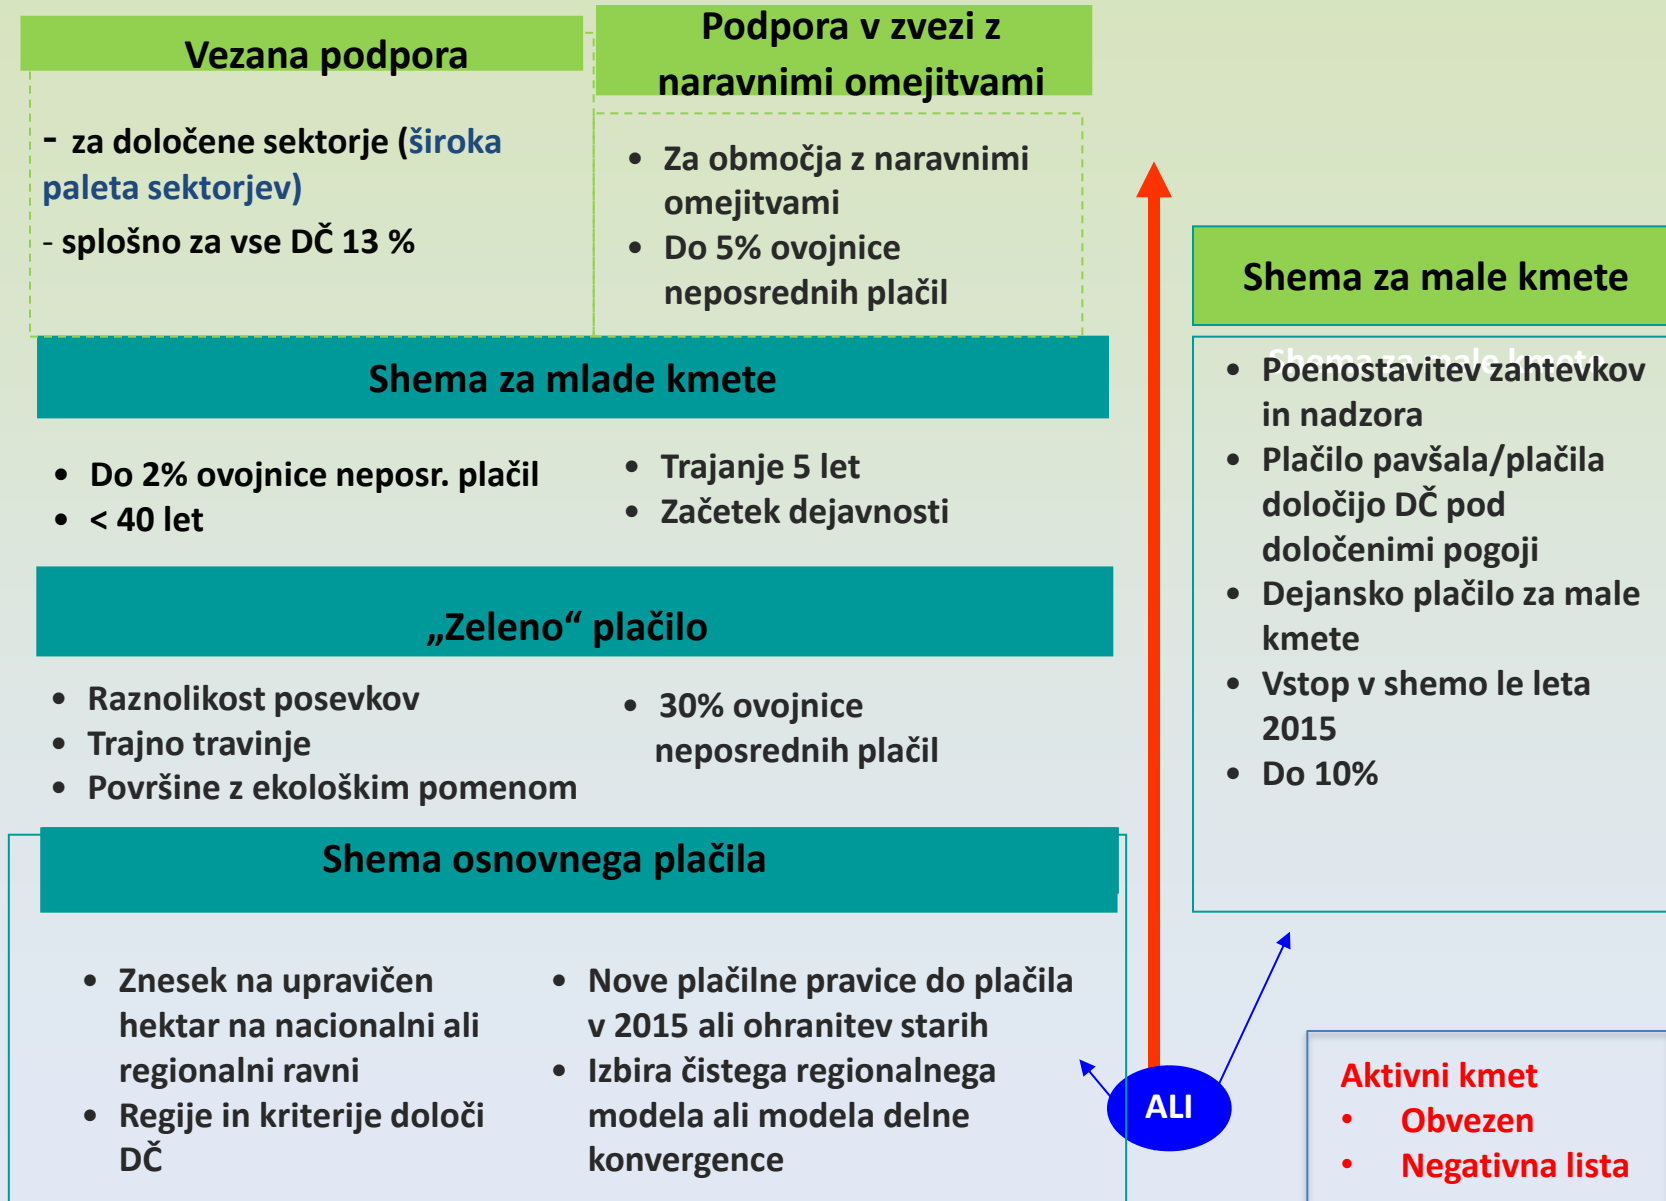 Vezana podpora
- za določene sektorje (široka
paleta sektorjev)
- splošno za vse DČ 13 %
Podpora v zvezi z
naravnimi omejitvami
• Za območja z naravnimi
omejitvami
• Do 5% ovojnice
neposrednih plačil
Shema za mlade kmete
• Do 2% ovojnice neposr. plačil
• < 40 let
• Trajanje 5 let
• Začetek dejavnosti
„Zeleno“ plačilo
• Raznolikost posevkov
• Trajno travinje
• Površine z ekološkim pomenom
• 30% ovojnice
neposrednih plačil
Shema osnovnega plačila
• Znesek na upravičen
hektar na nacionalni ali
regionalni ravni
• Regije in kriterije določi
DČ
• Nove plačilne pravice do plačila
v 2015 ali ohranitev starih
• Izbira čistega regionalnega
modela ali modela delne
konvergence
ALI
Shema za male kmete
Shema za male kmete
• Poenostavitev zahtevkov
in nadzora
• Plačilo pavšala/plačila
določijo DČ pod
določenimi pogoji
• Dejansko plačilo za male
kmete
• Vstop v shemo le leta
2015
• Do 10%
Aktivni kmet
• Obvezen
• Negativna lista